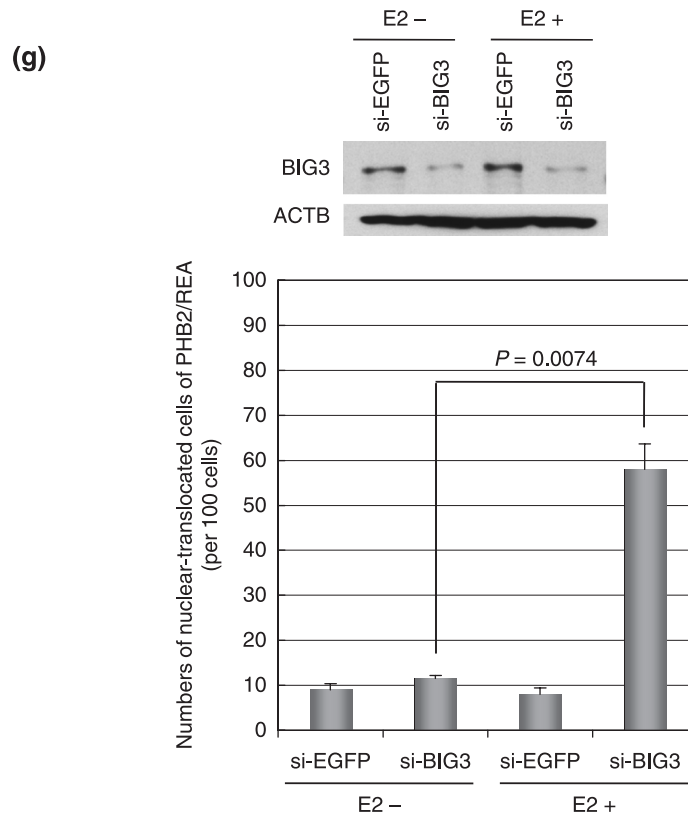 (g)
E2 – E2 +
si-EGFP si-BIG3 si-EGFP si-BIG3
BIG3
ACTB
Numbers of nuclear-translocated cells of PHB2/REA
(per 100 cells)
100
90
80
70
60
50
40
30
20
10
0
P = 0.0074
si-EGFP si-BIG3 si-EGFP si-BIG3
E2 – E2 +